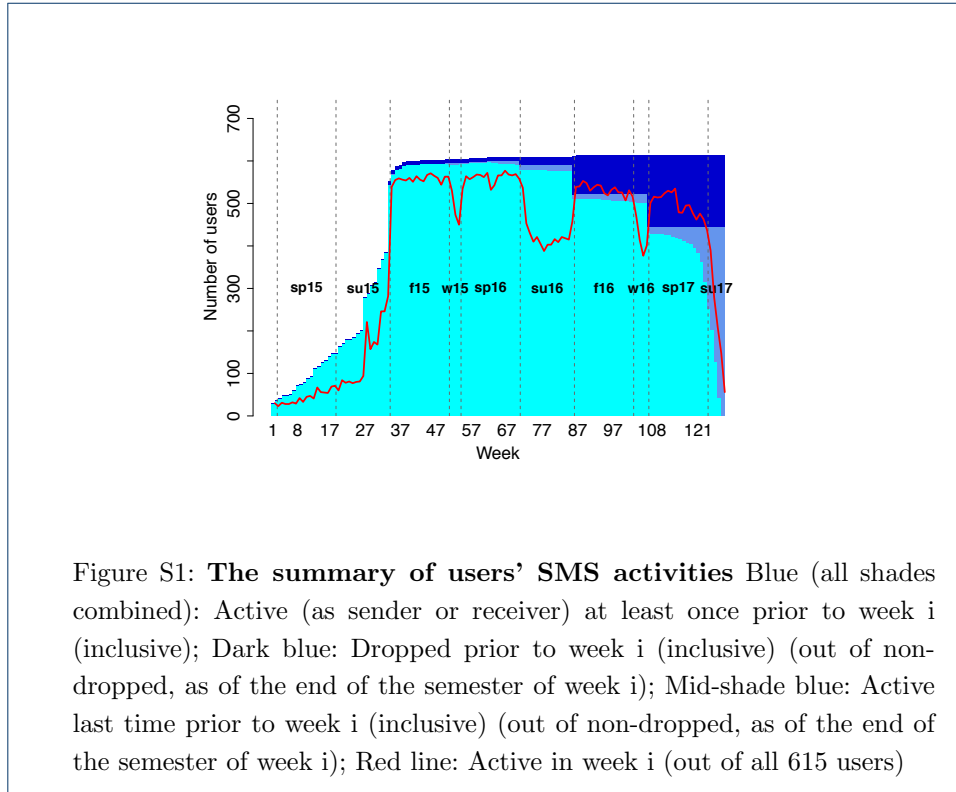 700
500
300
100
0
Number of users
sp15
su15
f15
w15
sp16
su16
f16
w16
sp17
su17
1 8 17 27 37 47 57 67 77 87 97 108 121
Week
Figure S1: The summary of users' SMS activities Blue (all shades
combined): Active (as sender or receiver) at least once prior to week i
(inclusive); Dark blue: Dropped prior to week i (inclusive) (out of non-
dropped, as of the end of the semester of week i); Mid-shade blue: Active
last time prior to week i (inclusive) (out of non-dropped, as of the end of
the semester of week i); Red line: Active in week i (out of all 615 users)